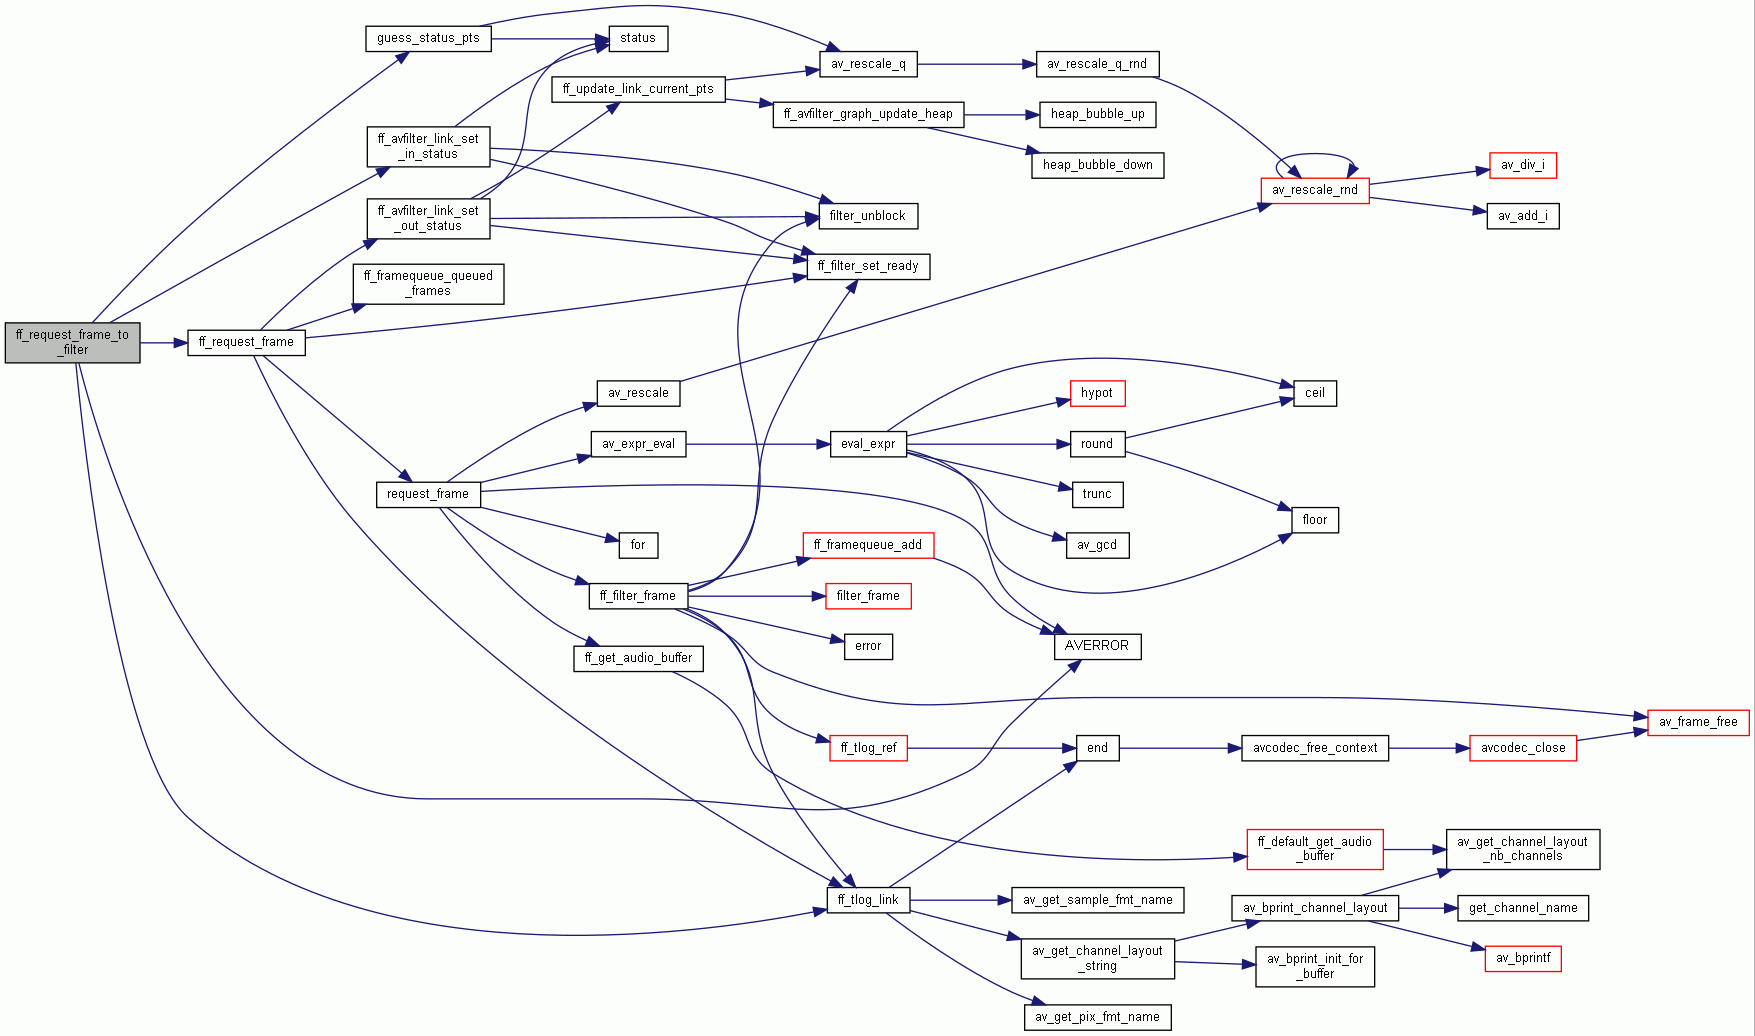 guess_status_pts
status
av_rescale_q
av_rescale_q_rnd
ff_update_link_current_pts
ff_avfilter_graph_update_heap
heap_bubble_up
ff_avfilter_link_set
_in_status
heap_bubble_down
av_div_i
av_rescale_rnd
ff_avfilter_link_set
_out_status
filter_unblock
av_add_i
ff_filter_set_ready
ff_framequeue_queued
_frames
ff_request_frame_to
_filter
ff_request_frame
av_rescale
hypot
ceil
av_expr_eval
eval_expr
round
request_frame
trunc
floor
for
ff_framequeue_add
av_gcd
ff_filter_frame
filter_frame
error
AVERROR
ff_get_audio_buffer
av_frame_free
ff_tlog_ref
end
avcodec_free_context
avcodec_close
ff_default_get_audio
_buffer
av_get_channel_layout
_nb_channels
ff_tlog_link
av_get_sample_fmt_name
av_bprint_channel_layout
get_channel_name
av_get_channel_layout
_string
av_bprint_init_for
_buffer
av_bprintf
av_get_pix_fmt_name